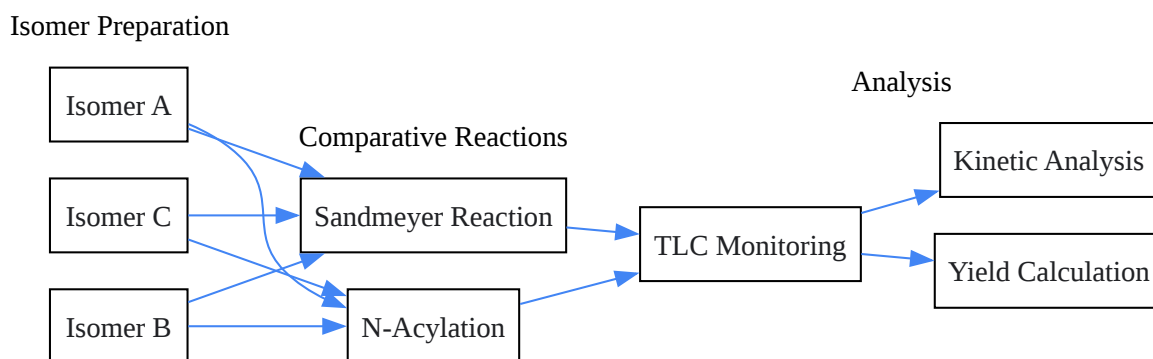 Isomer Preparation
Isomer A
Isomer C
Isomer B
Comparative Reactions
Sandmeyer Reaction
N-Acylation
TLC Monitoring
Analysis
Kinetic Analysis
Yield Calculation